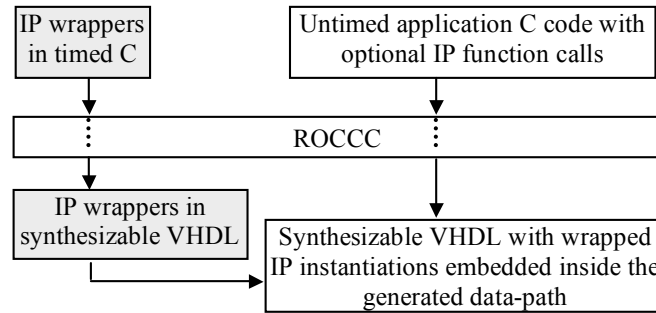 IP wrappers
in timed C
Untimed application C code with
optional IP function calls
ROCCC
IP wrappers in
synthesizable VHDL
Synthesizable VHDL with wrapped
IP instantiations embedded inside the
generated data-path